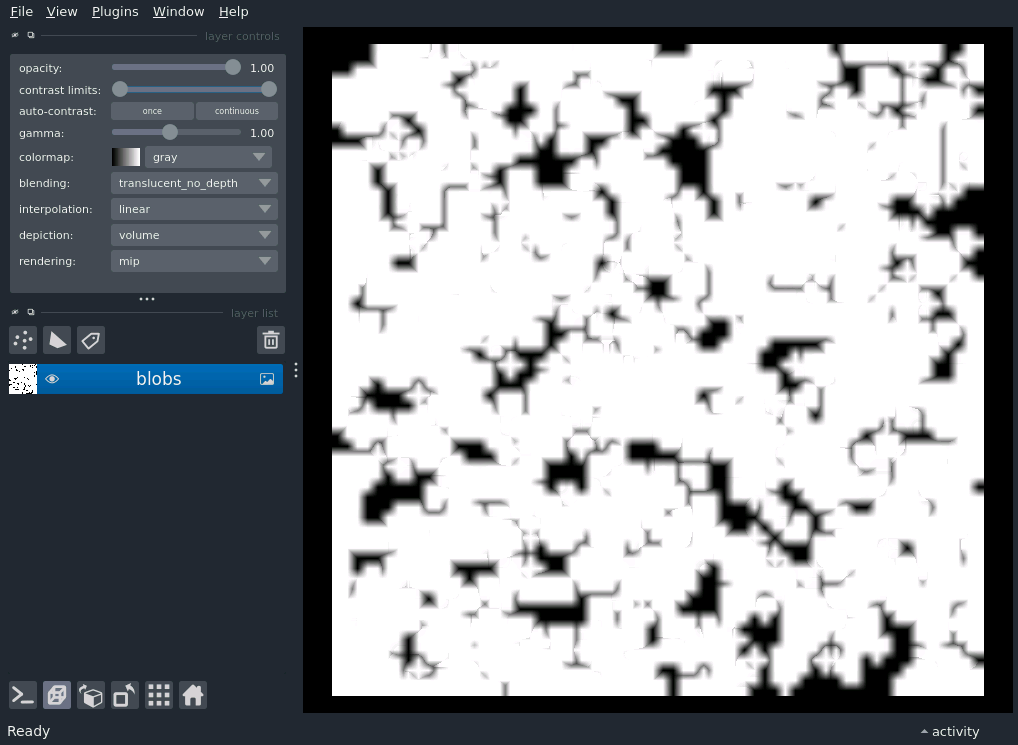 File View Plugins Window Help
layer controls
opacity: 1.00
contrast limits:
auto-contrast: once continuous
gamma: 1.00
colormap: gray
blending: translucent_no_depth
interpolation: linear
depiction: volume
rendering: mip
layer list
blobs
Ready activity